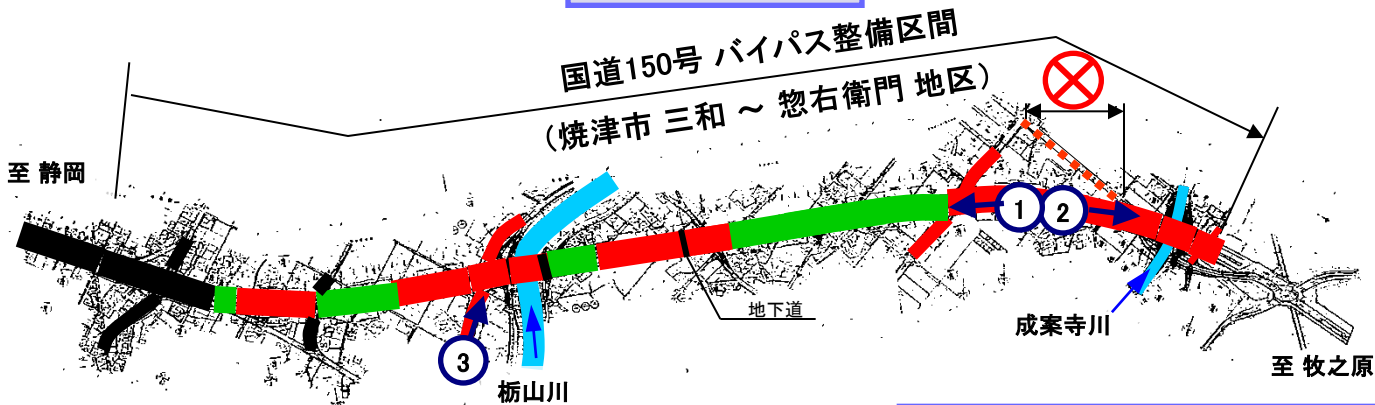 国道150号 バイパス整備区間
（焼津市 三和 ～ 惣右衛門 地区）
至 静岡
1
2
地下道
3
栃山川
成案寺川
至 牧之原